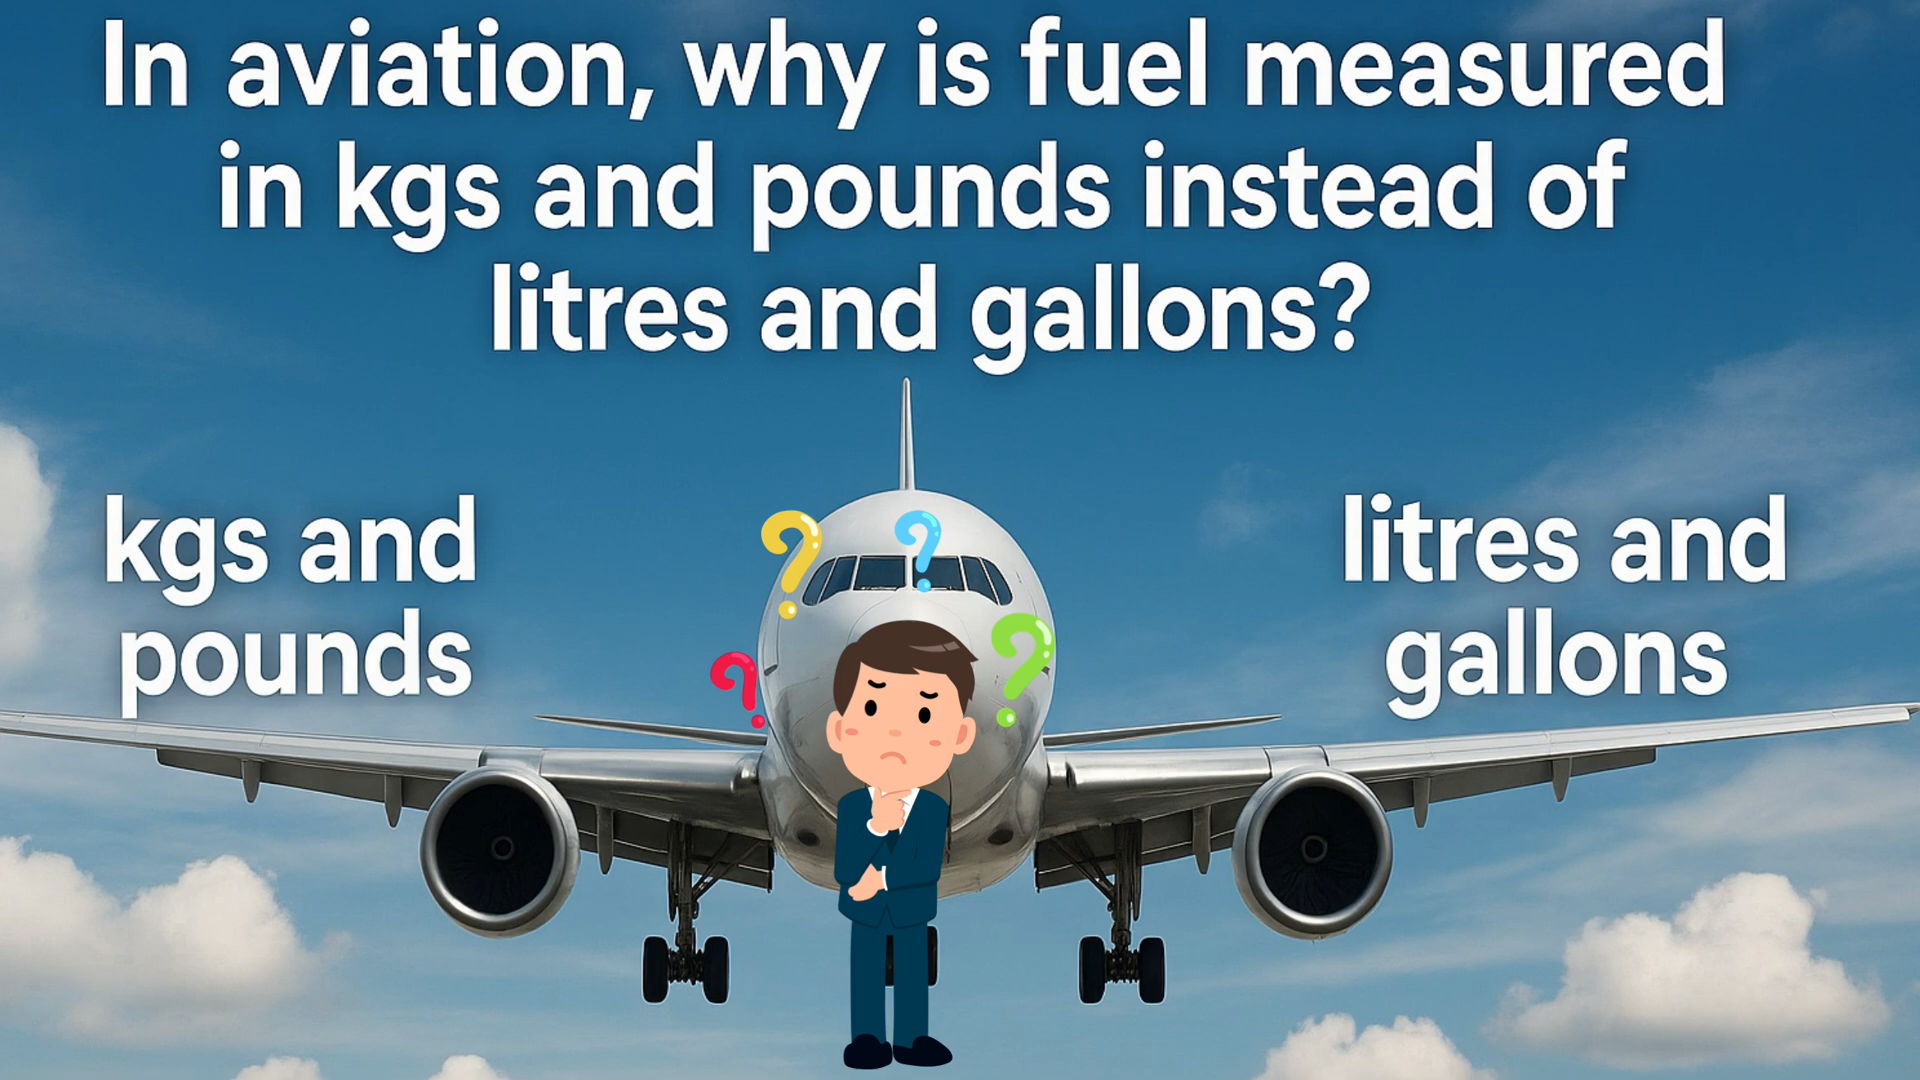 In aviation, why is fuel measured
in kgs and pounds instead of
litres and gallons?
kgs and
pounds
litres and
gallons